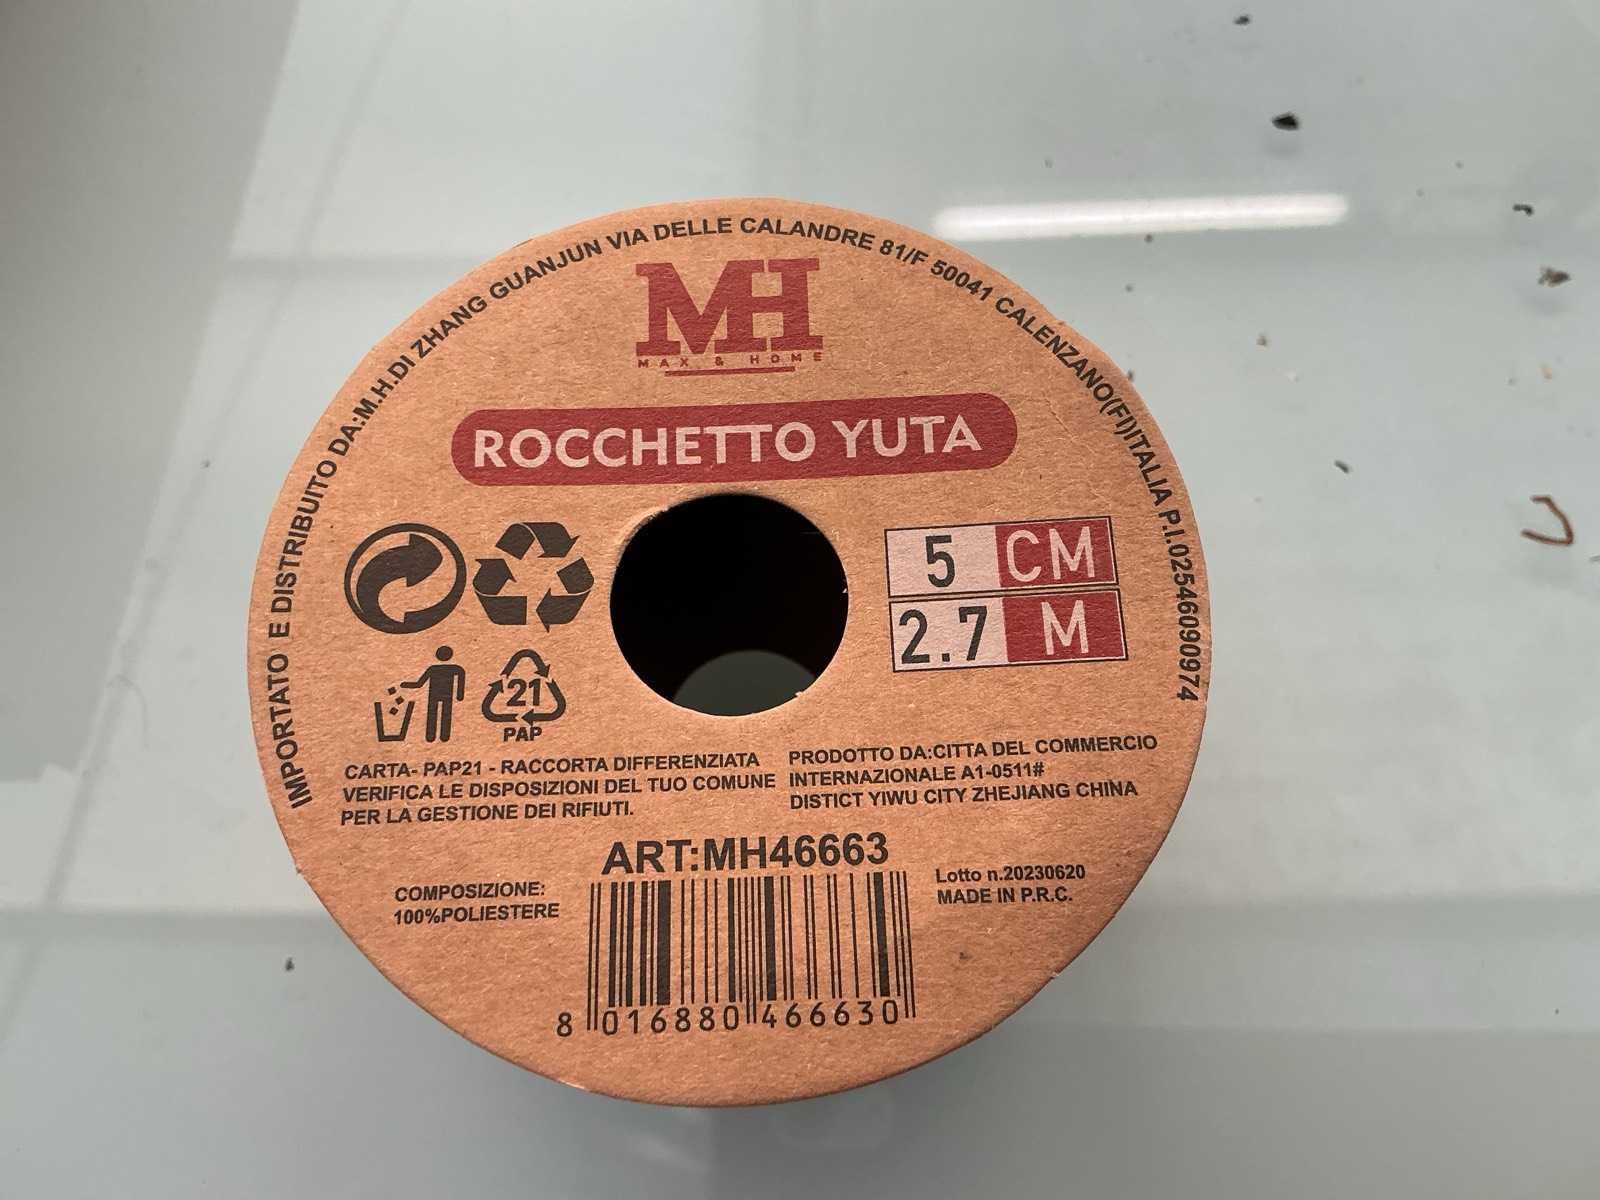 IMPORTATO E DISTRIBUITO DA:M.H.DI ZHANG GUANJUN VIA DELLE CALANDRE 81/F 50041 CALENZANO(FI)ITALIA P.I.02546090974
MH
MAX & HOME
ROCCHETTO YUTA
5 CM
2.7 M
21
PAP
CARTA- PAP21 - RACCORTA DIFFERENZIATA
VERIFICA LE DISPOSIZIONI DEL TUO COMUNE
PER LA GESTIONE DEI RIFIUTI.
PRODOTTO DA:CITTA DEL COMMERCIO
INTERNAZIONALE A1-0511#
DISTICT YIWU CITY ZHEJIANG CHINA
ART:MH46663
COMPOSIZIONE:
100%POLIESTERE
Lotto n.20230620
MADE IN P.R.C.
8 016880 466630